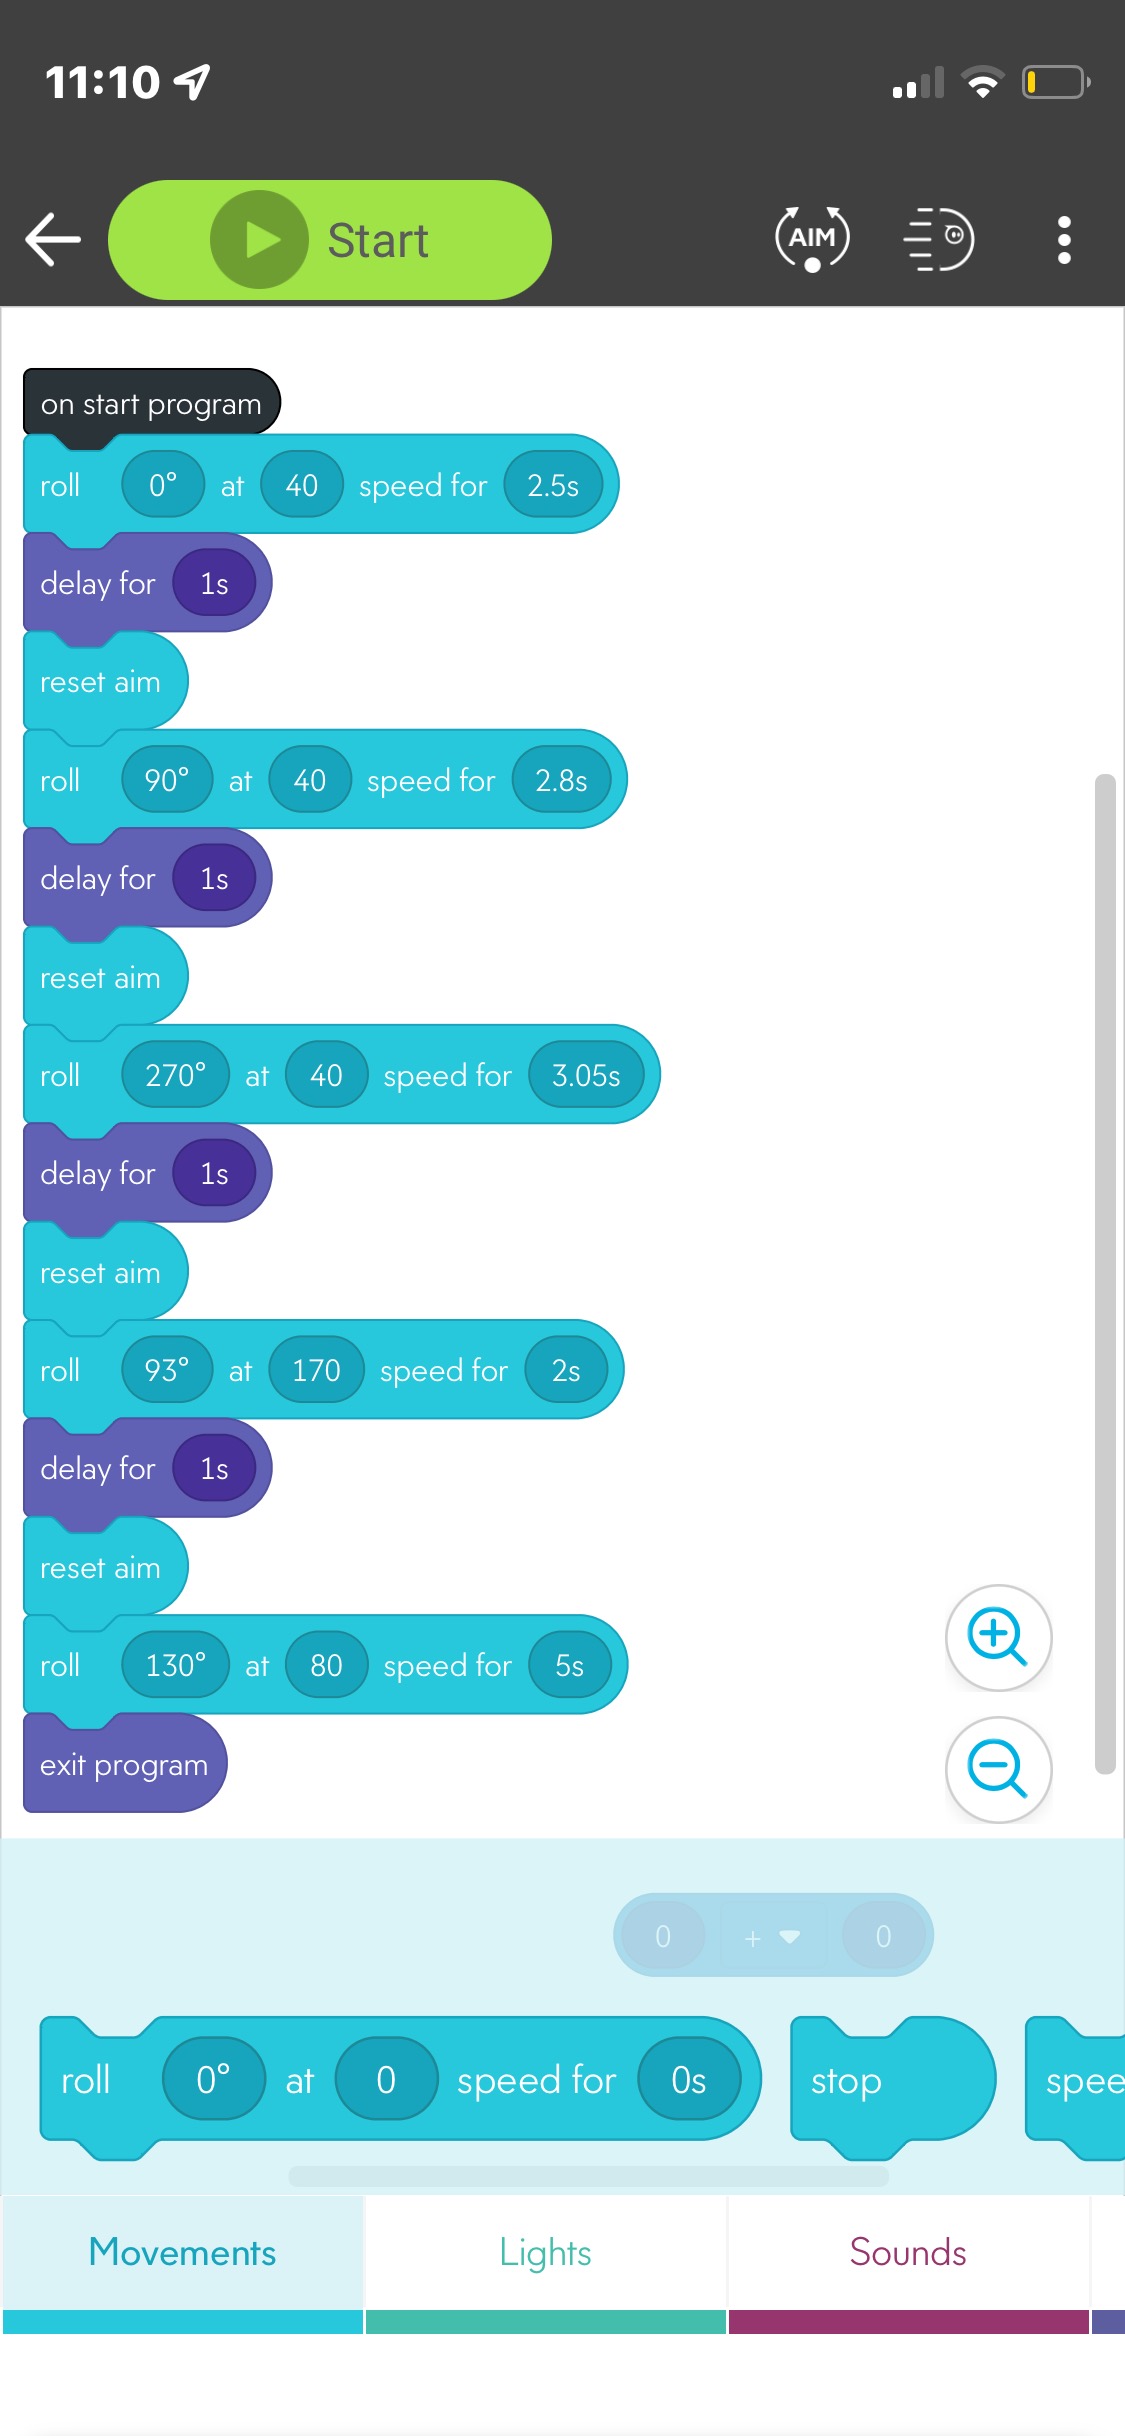 11:10
Start
AIM
on start program
roll 0° at 40 speed for 2.5s
delay for 1s
reset aim
roll 90° at 40 speed for 2.8s
delay for 1s
reset aim
roll 270° at 40 speed for 3.05s
delay for 1s
reset aim
roll 93° at 170 speed for 2s
delay for 1s
reset aim
roll 130° at 80 speed for 5s
exit program
0 + 0
roll 0° at 0 speed for 0s stop spee
Movements Lights Sounds